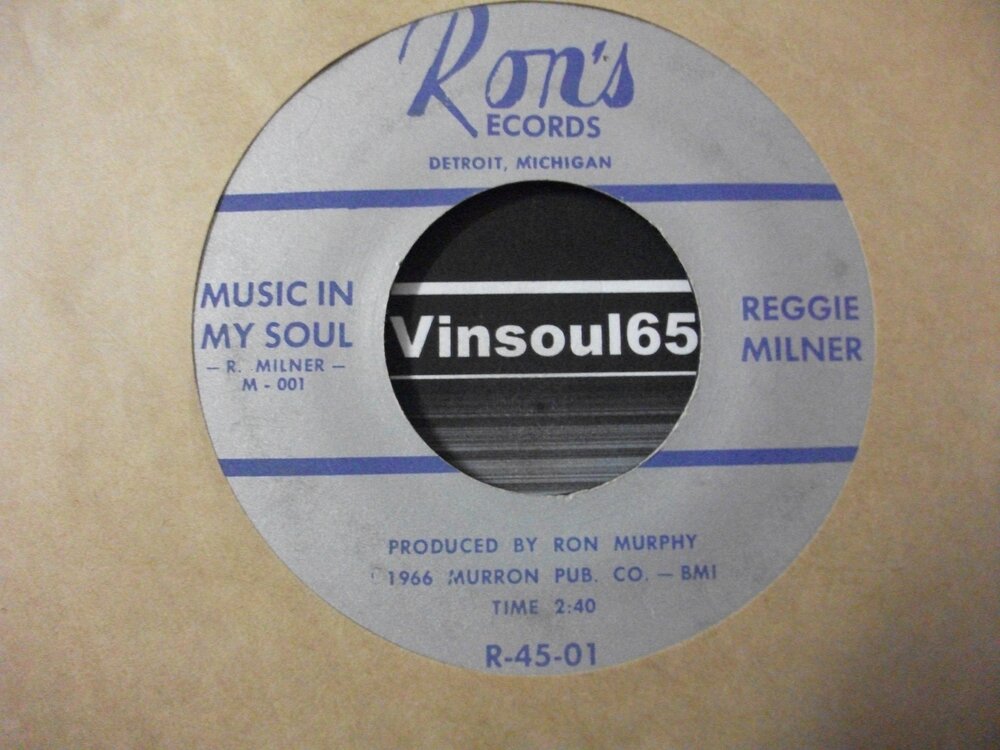 Ron's
ECORDS
DETROIT, MICHIGAN
MUSIC IN
MY SOUL
— R. MILNER —
M - 001
Vinsoul65
REGGIE
MILNER
PRODUCED BY RON MURPHY
1966 MURRON PUB. CO. — BMI
TIME 2:40
R-45-01